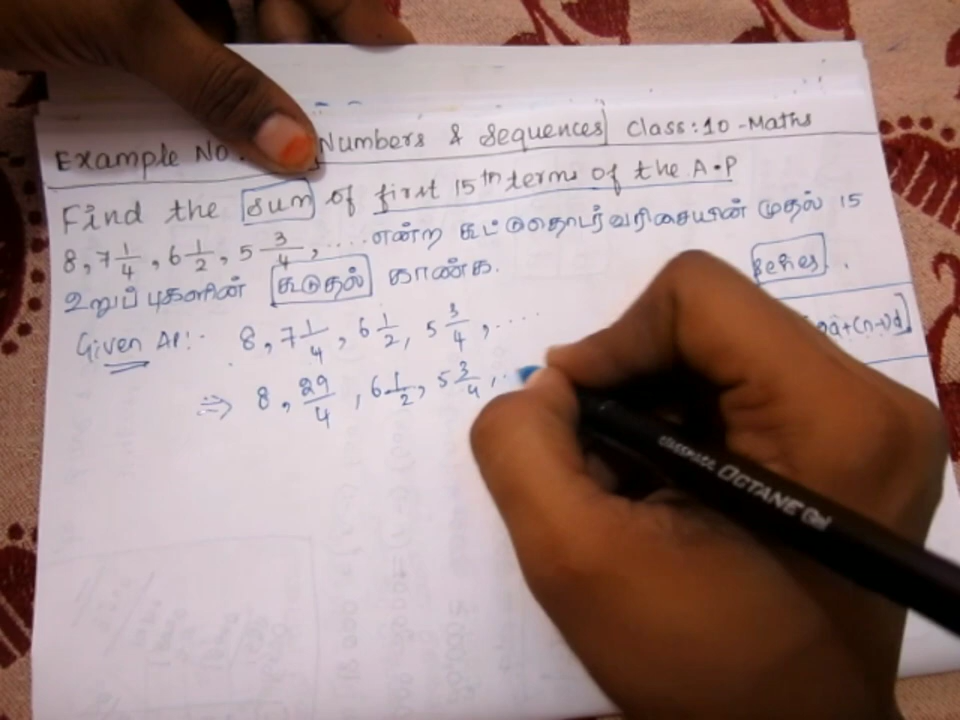 Example No Numbers & Sequences Class:10 -Maths
Find the sum of first 15th terms of the A.P
8, 7 1/4, 6 1/2, 5 3/4, .... என்ற கூட்டுதொடர்வரிசையின் முதல் 15
உறுப்புகளின் கூடுதல் காண்க.
Series
Given AP:- 8, 7 1/4, 6 1/2, 5 3/4, ....
a+(n-1)d]
⇒ 8, 29/4, 6 1/2, 5 3/4, ..
CLASSMATE OCTANE Gel